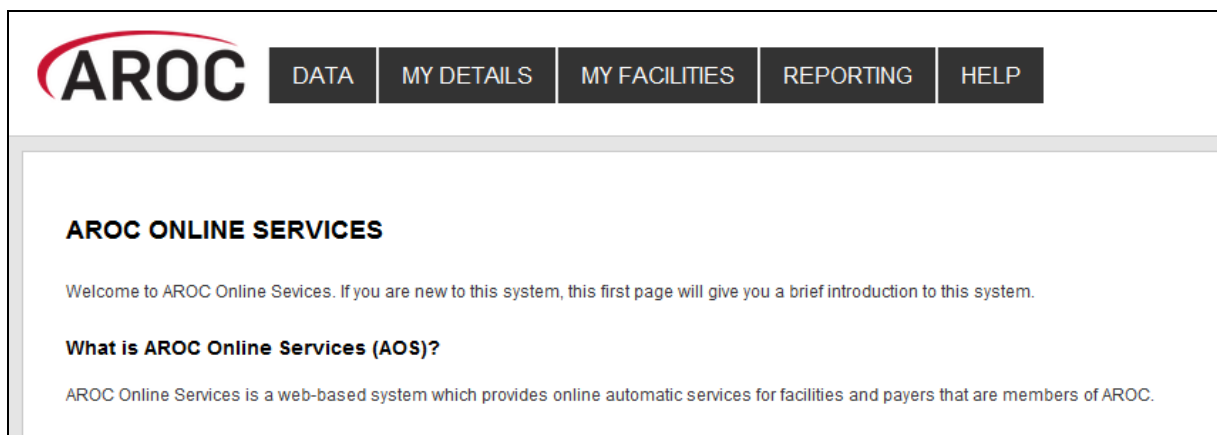 AROC DATA MY DETAILS MY FACILITIES REPORTING HELP
AROC ONLINE SERVICES
Welcome to AROC Online Sevices. If you are new to this system, this first page will give you a brief introduction to this system.
What is AROC Online Services (AOS)?
AROC Online Services is a web-based system which provides online automatic services for facilities and payers that are members of AROC.